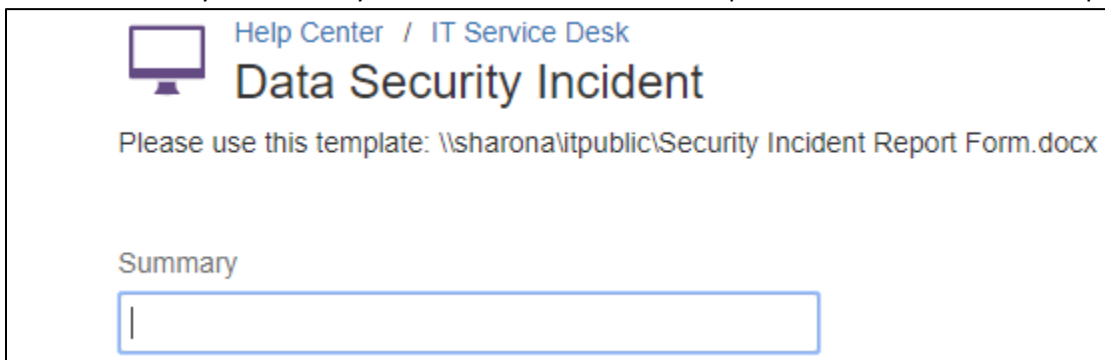 Help Center / IT Service Desk
Data Security Incident
Please use this template: \\sharona\itpublic\Security Incident Report Form.docx
Summary